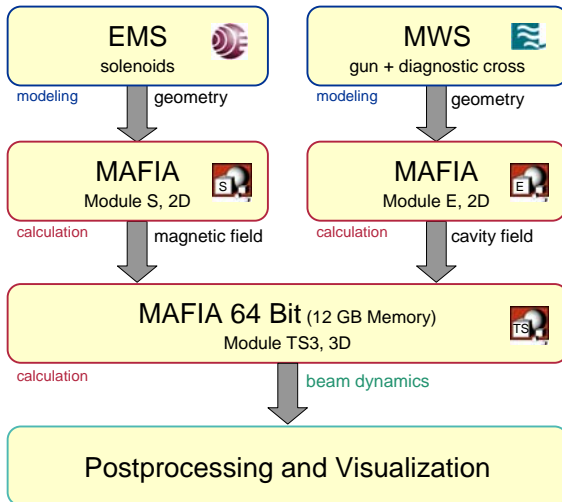 EMS
solenoids
MWS
gun + diagnostic cross
modeling
geometry
modeling
geometry
MAFIA
Module S, 2D
S
MAFIA
Module E, 2D
E
calculation
magnetic field
calculation
cavity field
MAFIA 64 Bit (12 GB Memory)
Module TS3, 3D
TS
calculation
beam dynamics
Postprocessing and Visualization